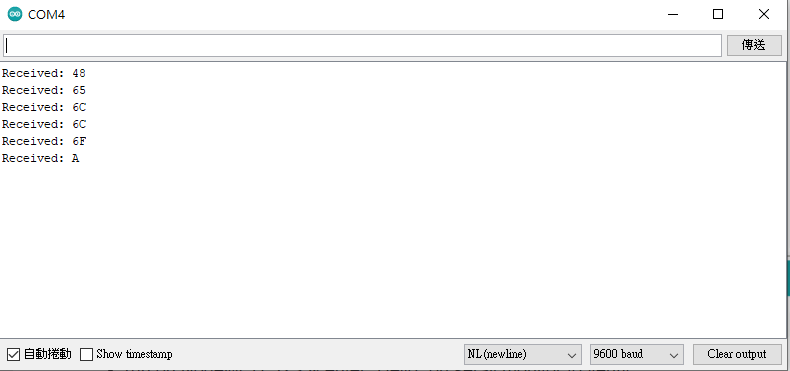 COM4
傳送
Received: 48
Received: 65
Received: 6C
Received: 6C
Received: 6F
Received: A
自動捲動 Show timestamp NL(newline) 9600 baud Clear output